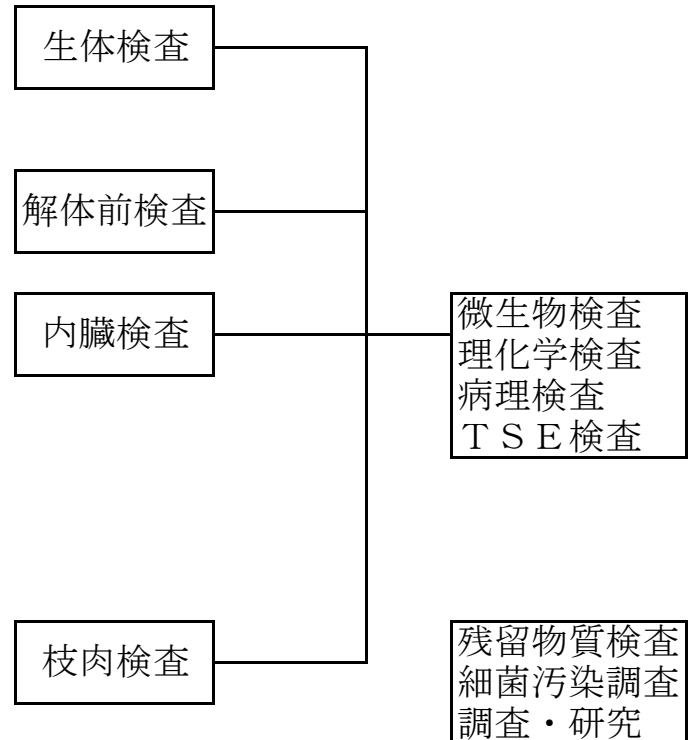 生体検査
解体前検査
内臓検査
微生物検査
理化学検査
病理検査
ＴＳＥ検査
枝肉検査
残留物質検査
細菌汚染調査
調査・研究